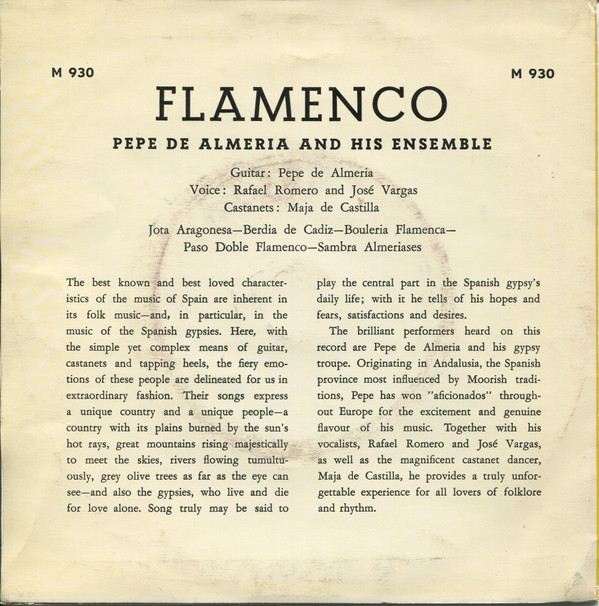 M 930
M 930
FLAMENCO
PEPE DE ALMERIA AND HIS ENSEMBLE
Guitar: Pepe de Almeria
Voice: Rafael Romero and José Vargas
Castanets: Maja de Castilla
Jota Aragonesa—Berdia de Cadiz—Bouleria Flamenca—
Paso Doble Flamenco—Sambra Almeriases
The best known and best loved character-
istics of the music of Spain are inherent in
its folk music—and, in particular, in the
music of the Spanish gypsies. Here, with
the simple yet complex means of guitar,
castanets and tapping heels, the fiery emo-
tions of these people are delineated for us in
extraordinary fashion. Their songs express
a unique country and a unique people—a
country with its plains burned by the sun's
hot rays, great mountains rising majestically
to meet the skies, rivers flowing tumultu-
ously, grey olive trees as far as the eye can
see—and also the gypsies, who live and die
for love alone. Song truly may be said to
play the central part in the Spanish gypsy's
daily life; with it he tells of his hopes and
fears, satisfactions and desires.
The brilliant performers heard on this
record are Pepe de Almeria and his gypsy
troupe. Originating in Andalusia, the Spanish
province most influenced by Moorish tradi-
tions, Pepe has won "aficionados" through-
out Europe for the excitement and genuine
flavour of his music. Together with his
vocalists, Rafael Romero and José Vargas,
as well as the magnificent castanet dancer,
Maja de Castilla, he provides a truly unfor-
gettable experience for all lovers of folklore
and rhythm.